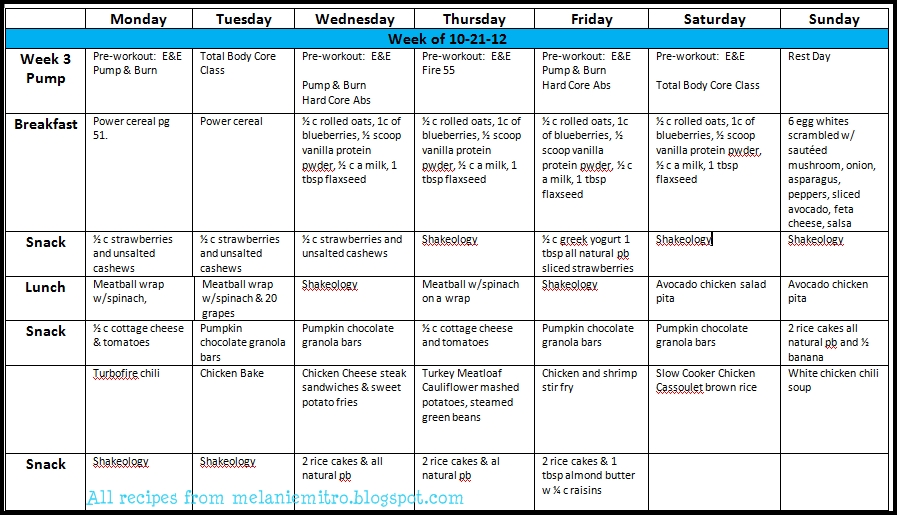 Monday Tuesday Wednesday Thursday Friday Saturday Sunday
Week of 10-21-12
Week 3
Pump
Pre-workout: E&E
Pump & Burn
Total Body Core
Class
Pre-workout: E&E
Pump & Burn
Hard Core Abs
Pre-workout: E&E
Fire 55
Pre-workout: E&E
Pump & Burn
Hard Core Abs
Pre-workout: E&E
Total Body Core Class
Rest Day
Breakfast
Power cereal pg
51.
Power cereal
½ c rolled oats, 1c of
blueberries, ½ scoop
vanilla protein
pwder, ½ c a milk, 1
tbsp flaxseed
½ c rolled oats, 1c of
blueberries, ½ scoop
vanilla protein
pwder, ½ c a milk, 1
tbsp flaxseed
½ c rolled oats, 1c
of blueberries, ½
scoop vanilla
protein pwder, ½ c
a milk, 1 tbsp
flaxseed
½ c rolled oats, 1c of
blueberries, ½ scoop
vanilla protein pwder,
½ c a milk, 1 tbsp
flaxseed
6 egg whites
scrambled w/
sautéed
mushroom, onion,
asparagus,
peppers, sliced
avocado, feta
cheese, salsa
Snack
½ c strawberries
and unsalted
cashews
½ c strawberries
and unsalted
cashews
½ c strawberries and
unsalted cashews
Shakeology
½ c greek yogurt 1
tbsp all natural pb
sliced strawberries
Shakeology
Shakeology
Lunch
Meatball wrap
w/spinach,
Meatball wrap
w/spinach & 20
grapes
Shakeology
Meatball w/spinach
on a wrap
Shakeology
Avocado chicken salad
pita
Avocado chicken
pita
Snack
½ c cottage cheese
& tomatoes
Pumpkin
chocolate granola
bars
Pumpkin chocolate
granola bars
½ c cottage cheese
and tomatoes
Pumpkin chocolate
granola bars
Pumpkin chocolate
granola bars
2 rice cakes all
natural pb and ½
banana
Turbofire chili
Chicken Bake
Chicken Cheese steak
sandwiches & sweet
potato fries
Turkey Meatloaf
Cauliflower mashed
potatoes, steamed
green beans
Chicken and shrimp
stir fry
Slow Cooker Chicken
Cassoulet brown rice
White chicken chili
soup
Snack
Shakeology
Shakeology
2 rice cakes & all
natural pb
2 rice cakes & al
natural pb
2 rice cakes & 1
tbsp almond butter
w ¼ c raisins
All recipes from melaniemitro.blogspot.com